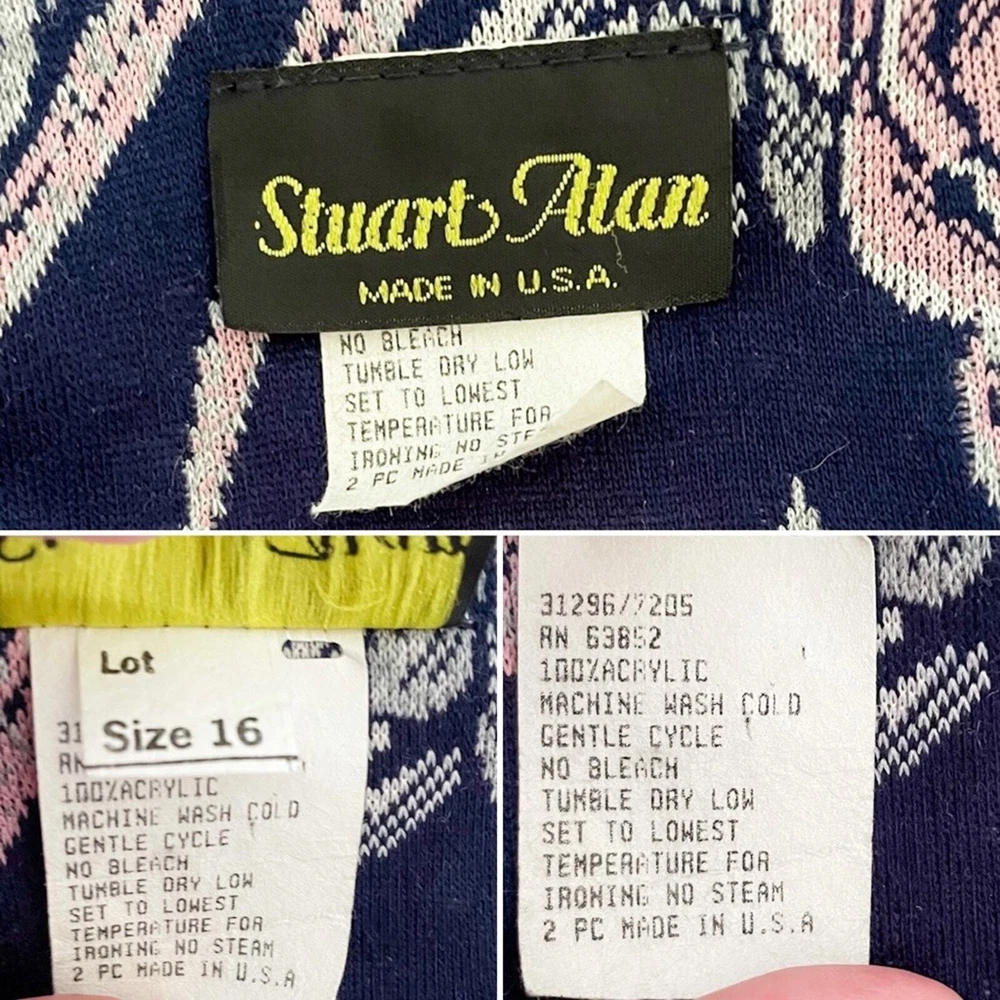 Stuart Alan
MADE IN U.S.A.
NO BLEACH
TUMBLE DRY LOW
SET TO LOWEST
TEMPERATURE FOR
IRONING NO STE
2 PC MADE IN
Lot
Size 16
31
RN
100%ACRYLIC
MACHINE WASH COLD
GENTLE CYCLE
NO BLEACH
TUMBLE DRY LOW
SET TO LOWEST
TEMPERATURE FOR
IRONING NO STEAM
2 PC MADE IN U.S.A
31296/7205
RN 63852
100%ACRYLIC
MACHINE WASH COLD
GENTLE CYCLE
NO BLEACH
TUMBLE DRY LOW
SET TO LOWEST
TEMPERATURE FOR
IRONING NO STEAM
2 PC MADE IN U.S.A